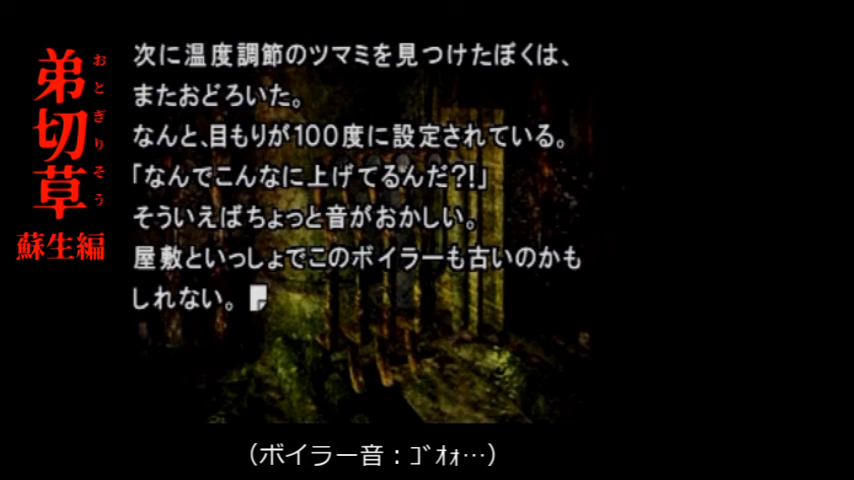 弟切草
おとぎりそう
蘇生編
次に温度調節のツマミを見つけたぼくは、
またおどろいた。
なんと、目もりが100度に設定されている。
「なんでこんなに上げてるんだ?!」
そういえばちょっと音がおかしい。
屋敷といっしょでこのボイラーも古いのかも
しれない。
（ボイラー音：ｺﾞｵｫ…）